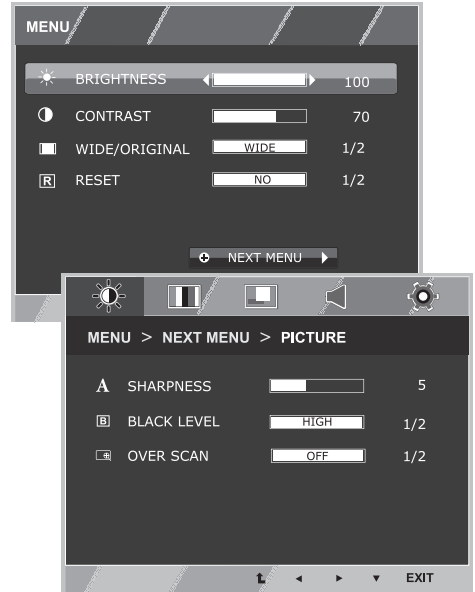 MENU
BRIGHTNESS 100
CONTRAST 70
WIDE/ORIGINAL WIDE 1/2
R RESET NO 1/2
NEXT MENU
MENU > NEXT MENU > PICTURE
A SHARPNESS 5
B BLACK LEVEL HIGH 1/2
OVER SCAN OFF 1/2
EXIT